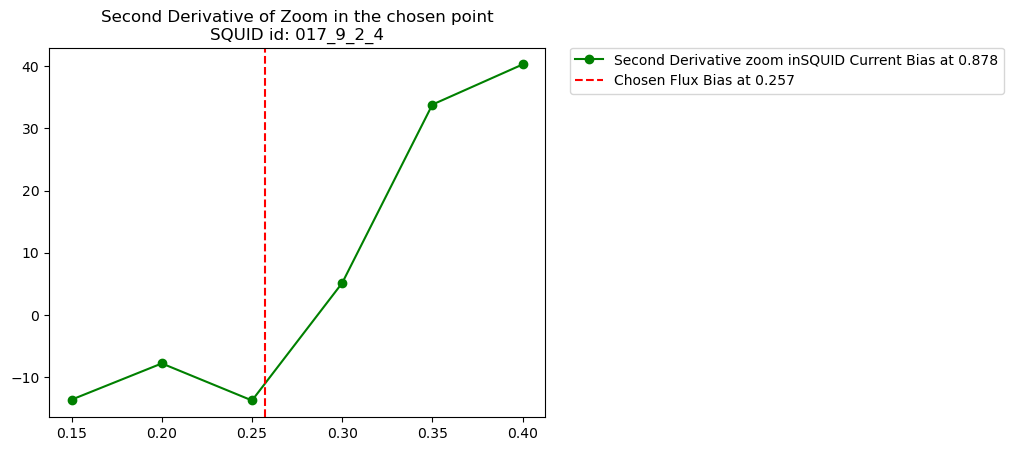 Second Derivative of Zoom in the chosen point
SQUID id: 017_9_2_4
Second Derivative zoom inSQUID Current Bias at 0.878
Chosen Flux Bias at 0.257
40
30
20
10
0
−10
0.15 0.20 0.25 0.30 0.35 0.40